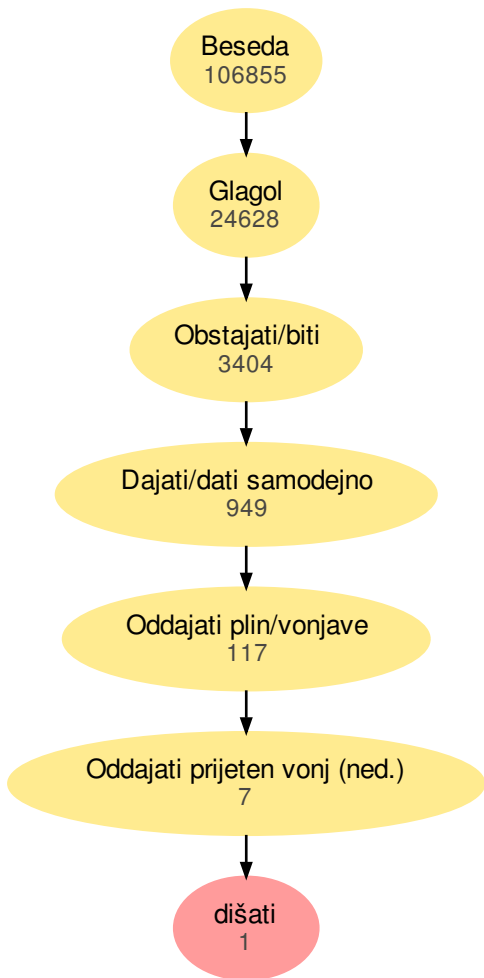 Beseda
106855
Glagol
24628
Obstajati/biti
3404
Dajati/dati samodejno
949
Oddajati plin/vonjave
117
Oddajati prijeten vonj (ned.)
7
dišati
1